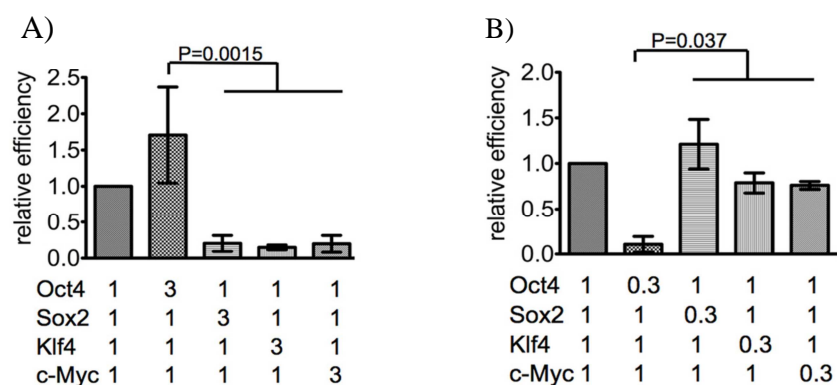 A)
P=0.0015
relative efficiency
2.5
2.0
1.5
1.0
0.5
0.0
Oct4 1 3 1 1 1
Sox2 1 1 3 1 1
Klf4 1 1 1 3 1
c-Myc 1 1 1 1 3
B)
P=0.037
relative efficiency
2.0
1.5
1.0
0.5
0.0
Oct4 1 0.3 1 1 1
Sox2 1 1 0.3 1 1
Klf4 1 1 1 0.3 1
c-Myc 1 1 1 1 0.3